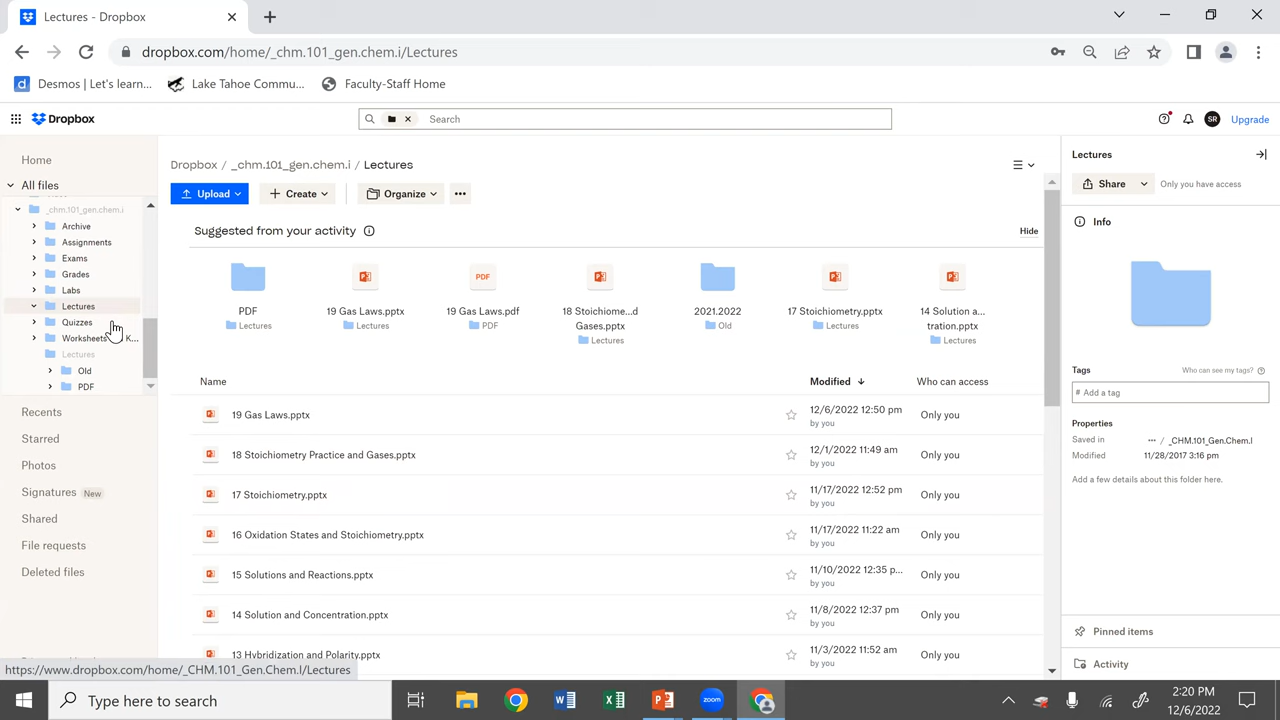 Lectures - Dropbox
dropbox.com/home/_chm.101_gen.chem.i/Lectures
Desmos | Let's learn...
Lake Tahoe Commu...
Faculty-Staff Home
Dropbox
Search
SR
Upgrade
Home
All files
_chm.101_gen.chem.i
Archive
Assignments
Exams
Grades
Labs
Lectures
Quizzes
Worksheets K...
Lectures
Old
PDF
Recents
Starred
Photos
Signatures New
Shared
File requests
Deleted files
https://www.dropbox.com/home/_CHM.101_Gen.Chem.I/Lectures
Dropbox / _chm.101_gen.chem.i / Lectures
Upload
Create
Organize
Suggested from your activity
Hide
PDF
Lectures
19 Gas Laws.pptx
Lectures
PDF
19 Gas Laws.pdf
PDF
18 Stoichiome...d
Gases.pptx
Lectures
2021.2022
Old
17 Stoichiometry.pptx
Lectures
14 Solution a...
tration.pptx
Lectures
Name Modified Who can access
19 Gas Laws.pptx 12/6/2022 12:50 pm Only you
by you
18 Stoichiometry Practice and Gases.pptx 12/1/2022 11:49 am Only you
by you
17 Stoichiometry.pptx 11/17/2022 12:52 pm Only you
by you
16 Oxidation States and Stoichiometry.pptx 11/17/2022 11:22 am Only you
by you
15 Solutions and Reactions.pptx 11/10/2022 12:35 p... Only you
by you
14 Solution and Concentration.pptx 11/8/2022 12:37 pm Only you
by you
13 Hybridization and Polarity.pptx 11/3/2022 11:52 am Only you
by you
Lectures
Share
Only you have access
Info
Tags
Who can see my tags?
# Add a tag
Properties
Saved in ... / _CHM.101_Gen.Chem.I
Modified 11/28/2017 3:16 pm
Add a few details about this folder here.
Pinned items
Activity
Type here to search
zoom
2:20 PM
12/6/2022